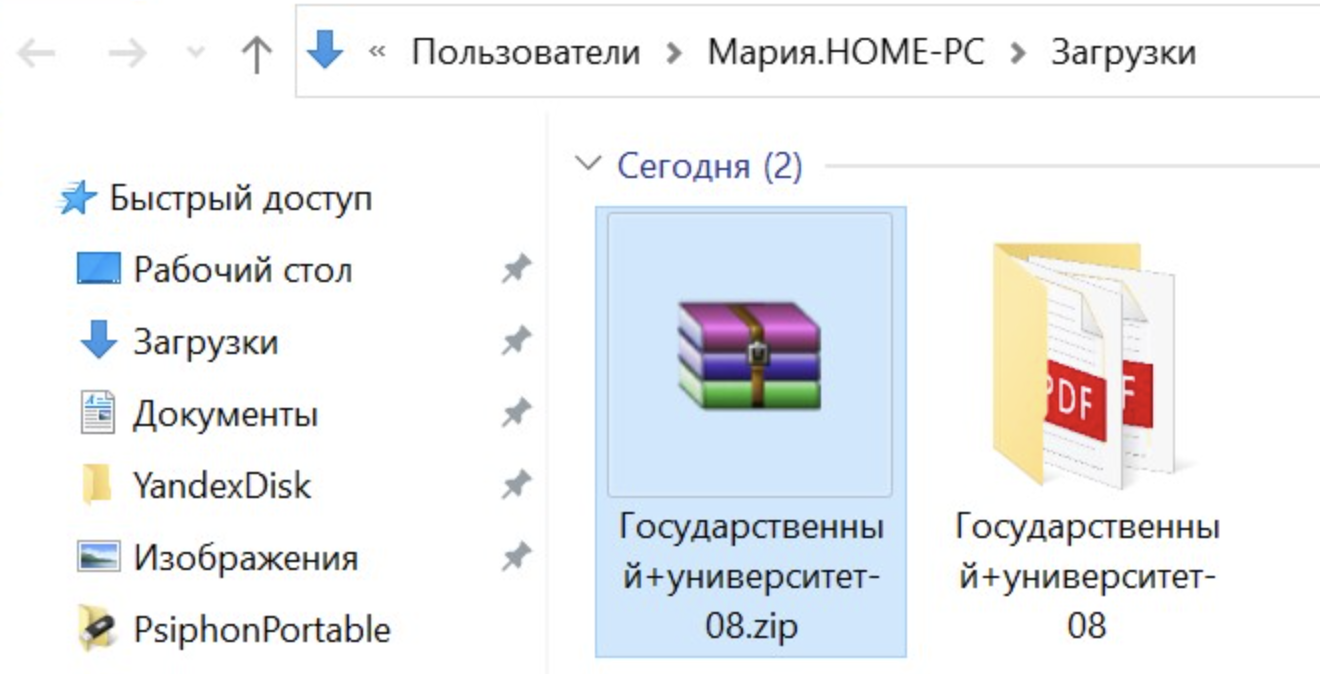 « Пользователи > Мария.HOME-PC > Загрузки
Быстрый доступ
Рабочий стол
Загрузки
Документы
YandexDisk
Изображения
PsiphonPortable
Сегодня (2)
Государственны
й+университет-
08.zip
PDF
F
Государственны
й+университет-
08